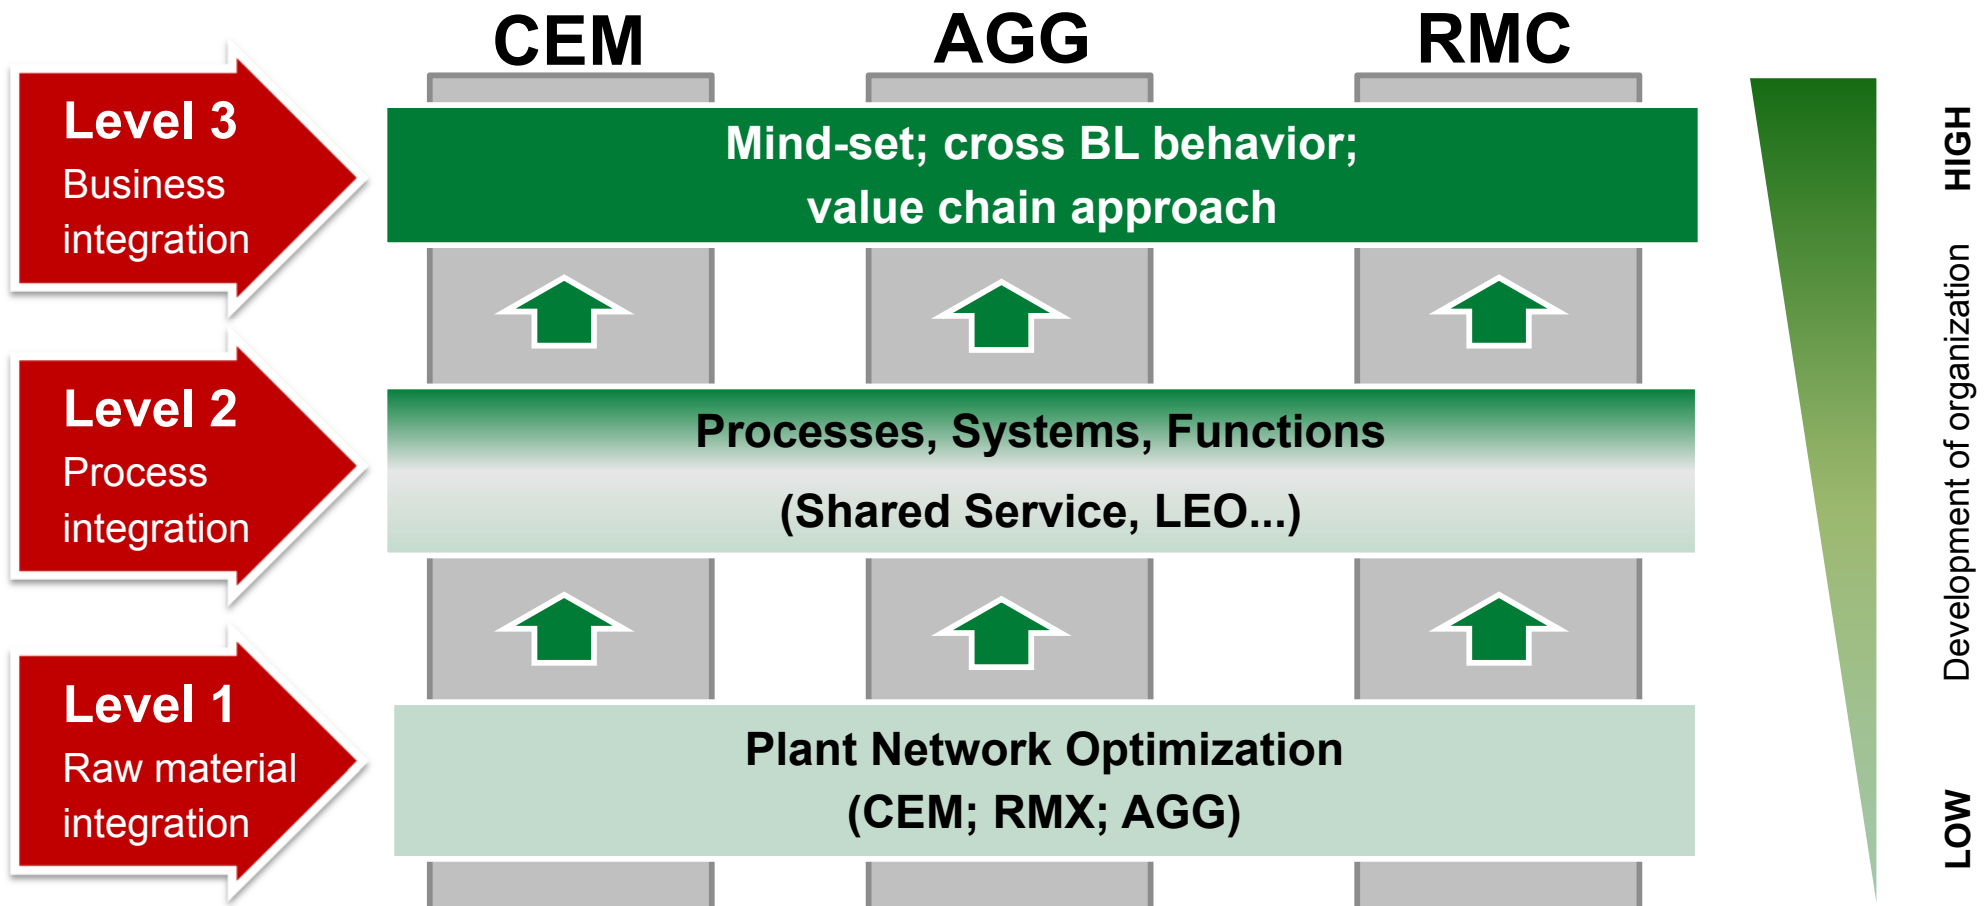 CEM
AGG
RMC
Level 3
Business
integration
Mind-set; cross BL behavior;
value chain approach
Level 2
Process
integration
Processes, Systems, Functions
(Shared Service, LEO...)
Level 1
Raw material
integration
Plant Network Optimization
(CEM; RMX; AGG)
HIGH
Development of organization
LOW